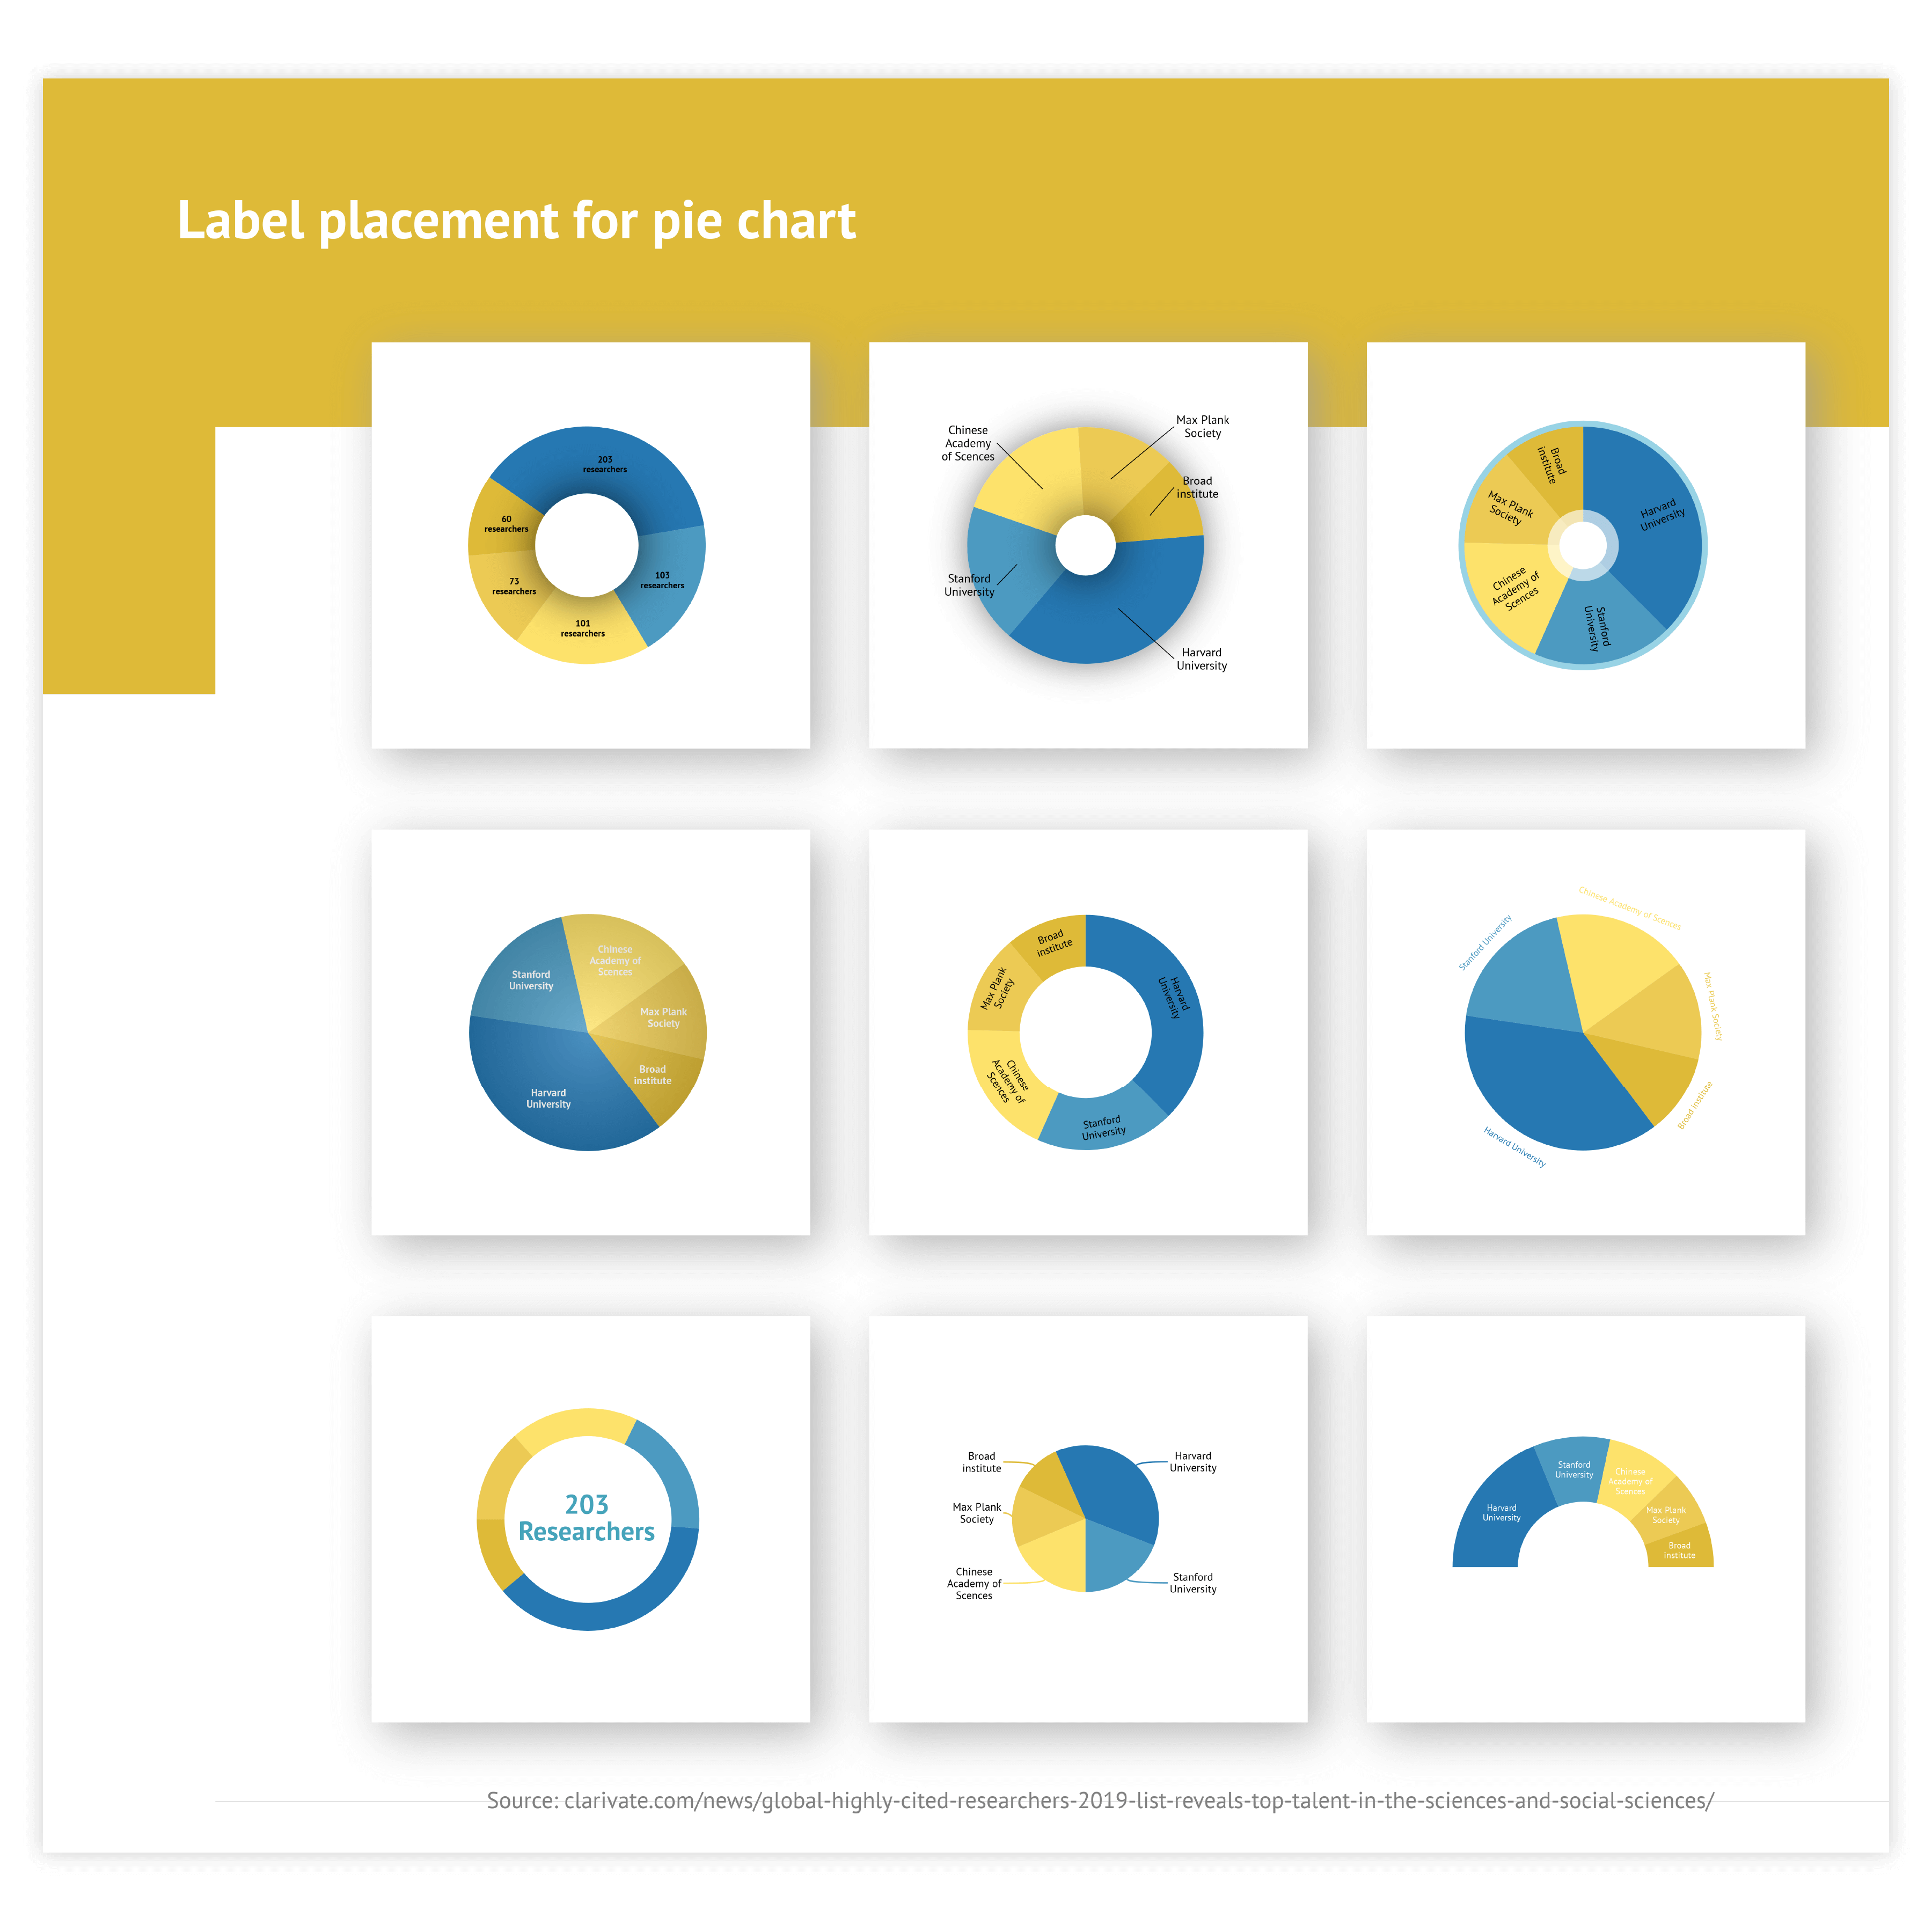 Label placement for pie chart
203
researchers
60
researchers
103
researchers
73
researchers
101
researchers
Chinese
Academy
of Scences
Max Plank
Society
Broad
institute
Stanford
University
Harvard
University
Broad
institute
Harvard
University
Max Plank
Society
Chinese
Academy of
Scences
Stanford
University
Chinese
Academy of
Scences
Stanford
University
Max Plank
Society
Broad
institute
Harvard
University
Broad
institute
Harvard
University
Max Plank
Society
Chinese
Academy of
Scences
Stanford
University
Chinese Academy of Scences
Stanford University
Max Plank Society
Broad institute
Harvard University
203
Researchers
Broad
institute
Harvard
University
Max Plank
Society
Chinese
Academy of
Scences
Stanford
University
Stanford
University
Chinese
Academy of
Scences
Harvard
University
Max Plank
Society
Broad
institute
Source: clarivate.com/news/global-highly-cited-researchers-2019-list-reveals-top-talent-in-the-sciences-and-social-sciences/